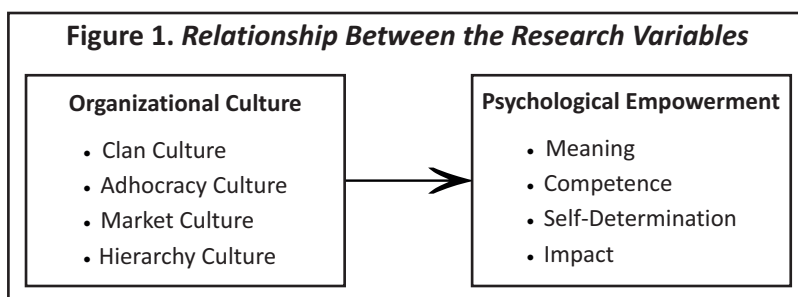 Figure 1. Relationship Between the Research Variables
Organizational Culture
• Clan Culture
• Adhocracy Culture
• Market Culture
• Hierarchy Culture
Psychological Empowerment
• Meaning
• Competence
• Self-Determination
• Impact